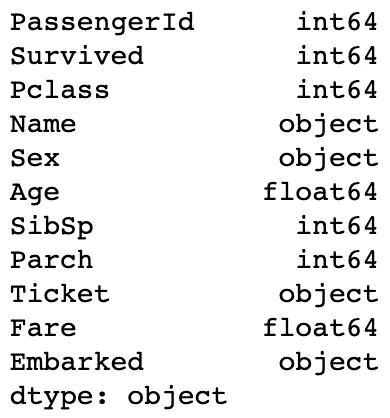 PassengerId int64
Survived int64
Pclass int64
Name object
Sex object
Age float64
SibSp int64
Parch int64
Ticket object
Fare float64
Embarked object
dtype: object